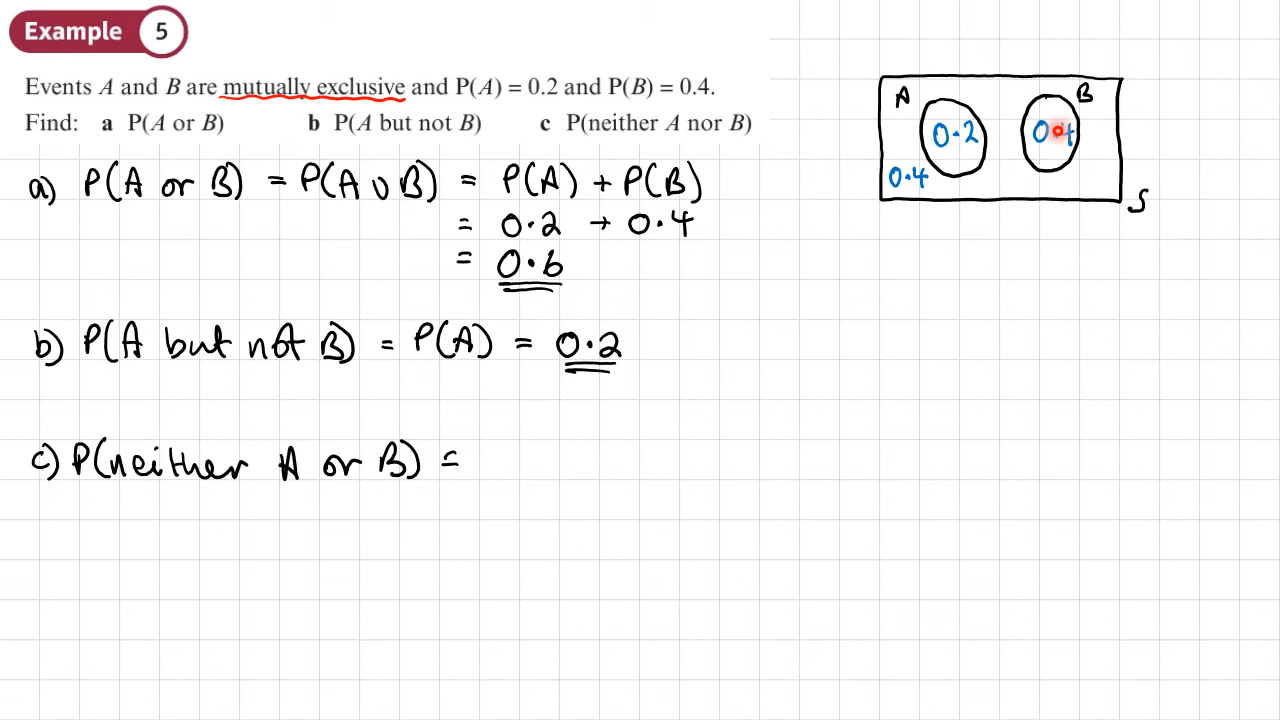 Example 5
Events A and B are mutually exclusive and P(A) = 0.2 and P(B) = 0.4.
Find: a P(A or B) b P(A but not B) c P(neither A nor B)
a) P(A or B) = P(A ∪ B) = P(A) + P(B)
= 0.2 + 0.4
= 0.6
b) P(A but not B) = P(A) = 0.2
c) P(neither A or B) =
A B
0.2 0.4
0.4
S